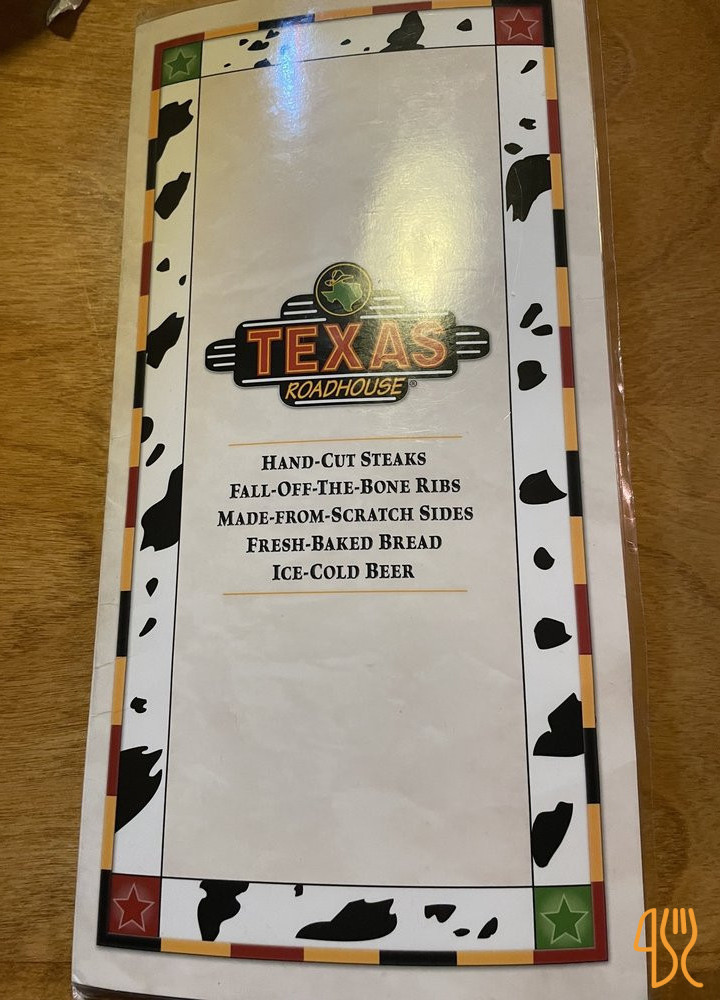 TEXAS
ROADHOUSE®
HAND-CUT STEAKS
FALL-OFF-THE-BONE RIBS
MADE-FROM-SCRATCH SIDES
FRESH-BAKED BREAD
ICE-COLD BEER